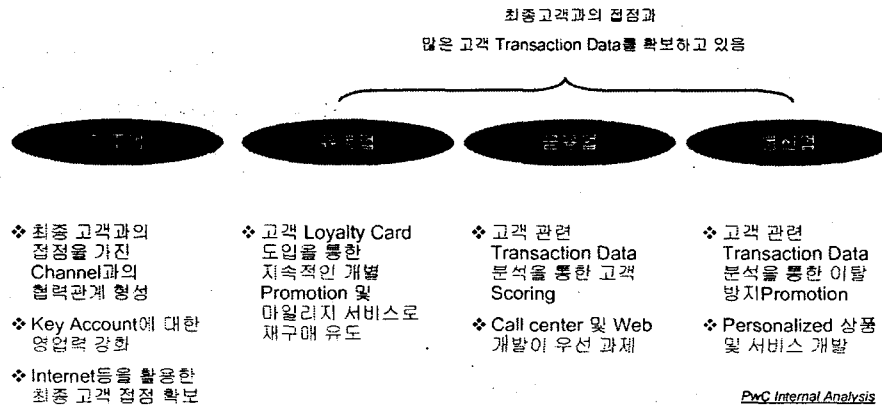 최종고객과의 접점과
많은 고객 Transaction Data를 확보하고 있음
제조업
유통업
금융업
통신업
❖ 최종 고객과의
접점을 가진
Channel과의
협력관계 형성
❖ Key Account에 대한
영업력 강화
❖ Internet등을 활용한
최종 고객 접점 확보
❖ 고객 Loyalty Card
도입을 통한
지속적인 개별
Promotion 및
마일리지 서비스로
재구매 유도
❖ 고객 관련
Transaction Data
분석을 통한 고객
Scoring
❖ Call center 및 Web
개발이 우선 과제
❖ 고객 관련
Transaction Data
분석을 통한 이탈
방지Promotion
❖ Personalized 상품
및 서비스 개발
PwC Internal Analysis